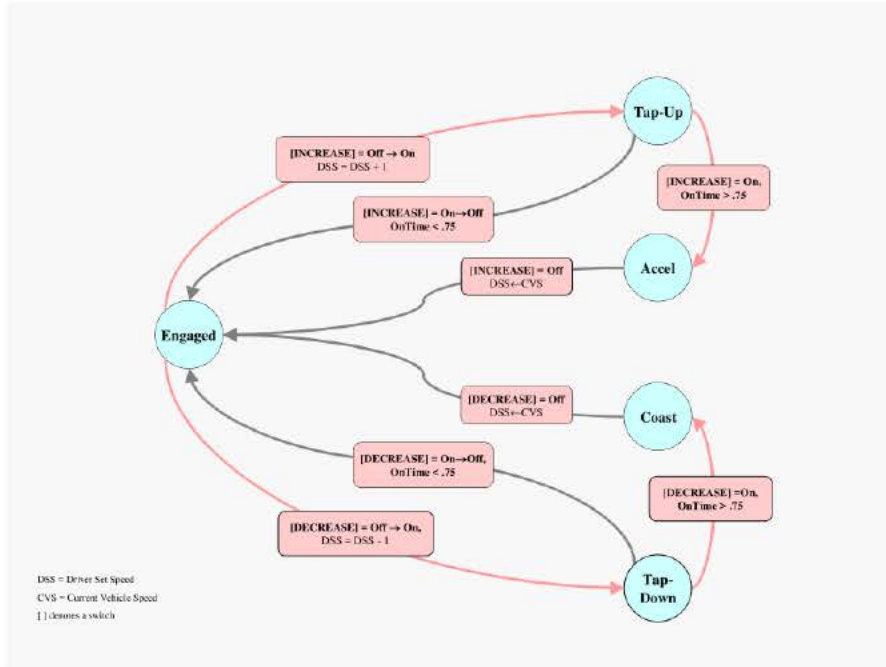 Tap-Up
[INCREASE] = Off → On
DSS = DSS + 1
[INCREASE] = On,
OnTime > .75
[INCREASE] = On→Off
OnTime < .75
[INCREASE] = Off
DSS←CVS
Accel
Engaged
[DECREASE] = Off
DSS←CVS
Coast
[DECREASE] = On→Off,
OnTime < .75
[DECREASE] =On,
OnTime > .75
[DECREASE] = Off → On,
DSS = DSS - 1
Tap-
Down
DSS = Driver Set Speed
CVS = Current Vehicle Speed
[ ] denotes a switch